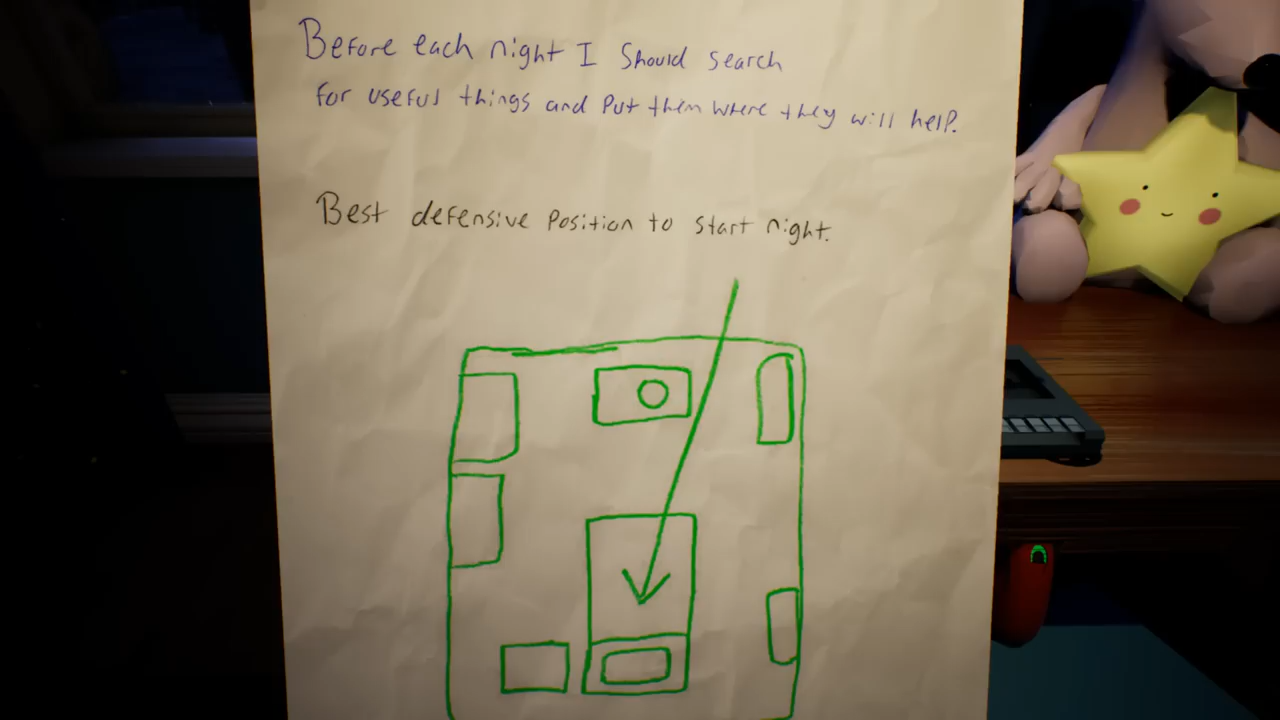 Before each night I should search
for useful things and put them where they will help.
Best defensive position to start night.